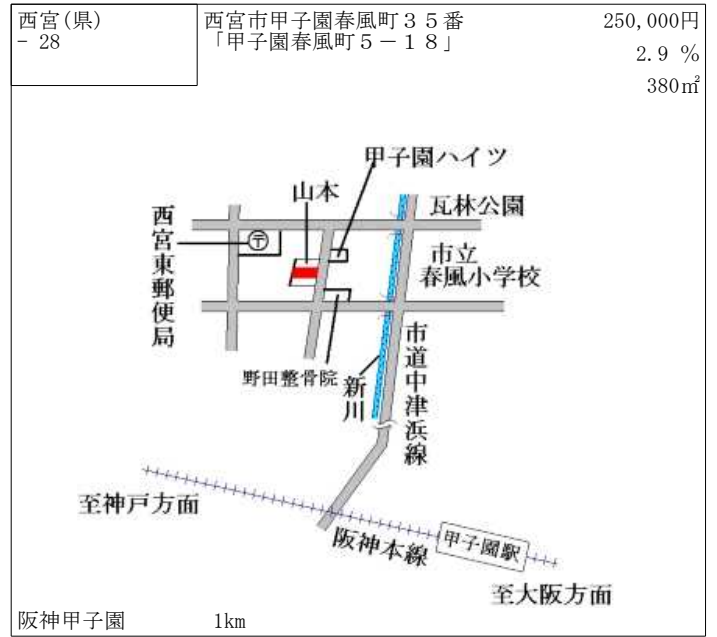 西宮(県)
- 28
西宮市甲子園春風町３５番
「甲子園春風町５－１８」
250,000円
2.9 %
380㎡
甲子園ハイツ
山本
瓦林公園
西宮東郵便局
〒
市立
春風小学校
野田整骨院
新川
市道中津浜線
至神戸方面
阪神本線
甲子園駅
至大阪方面
阪神甲子園
1km